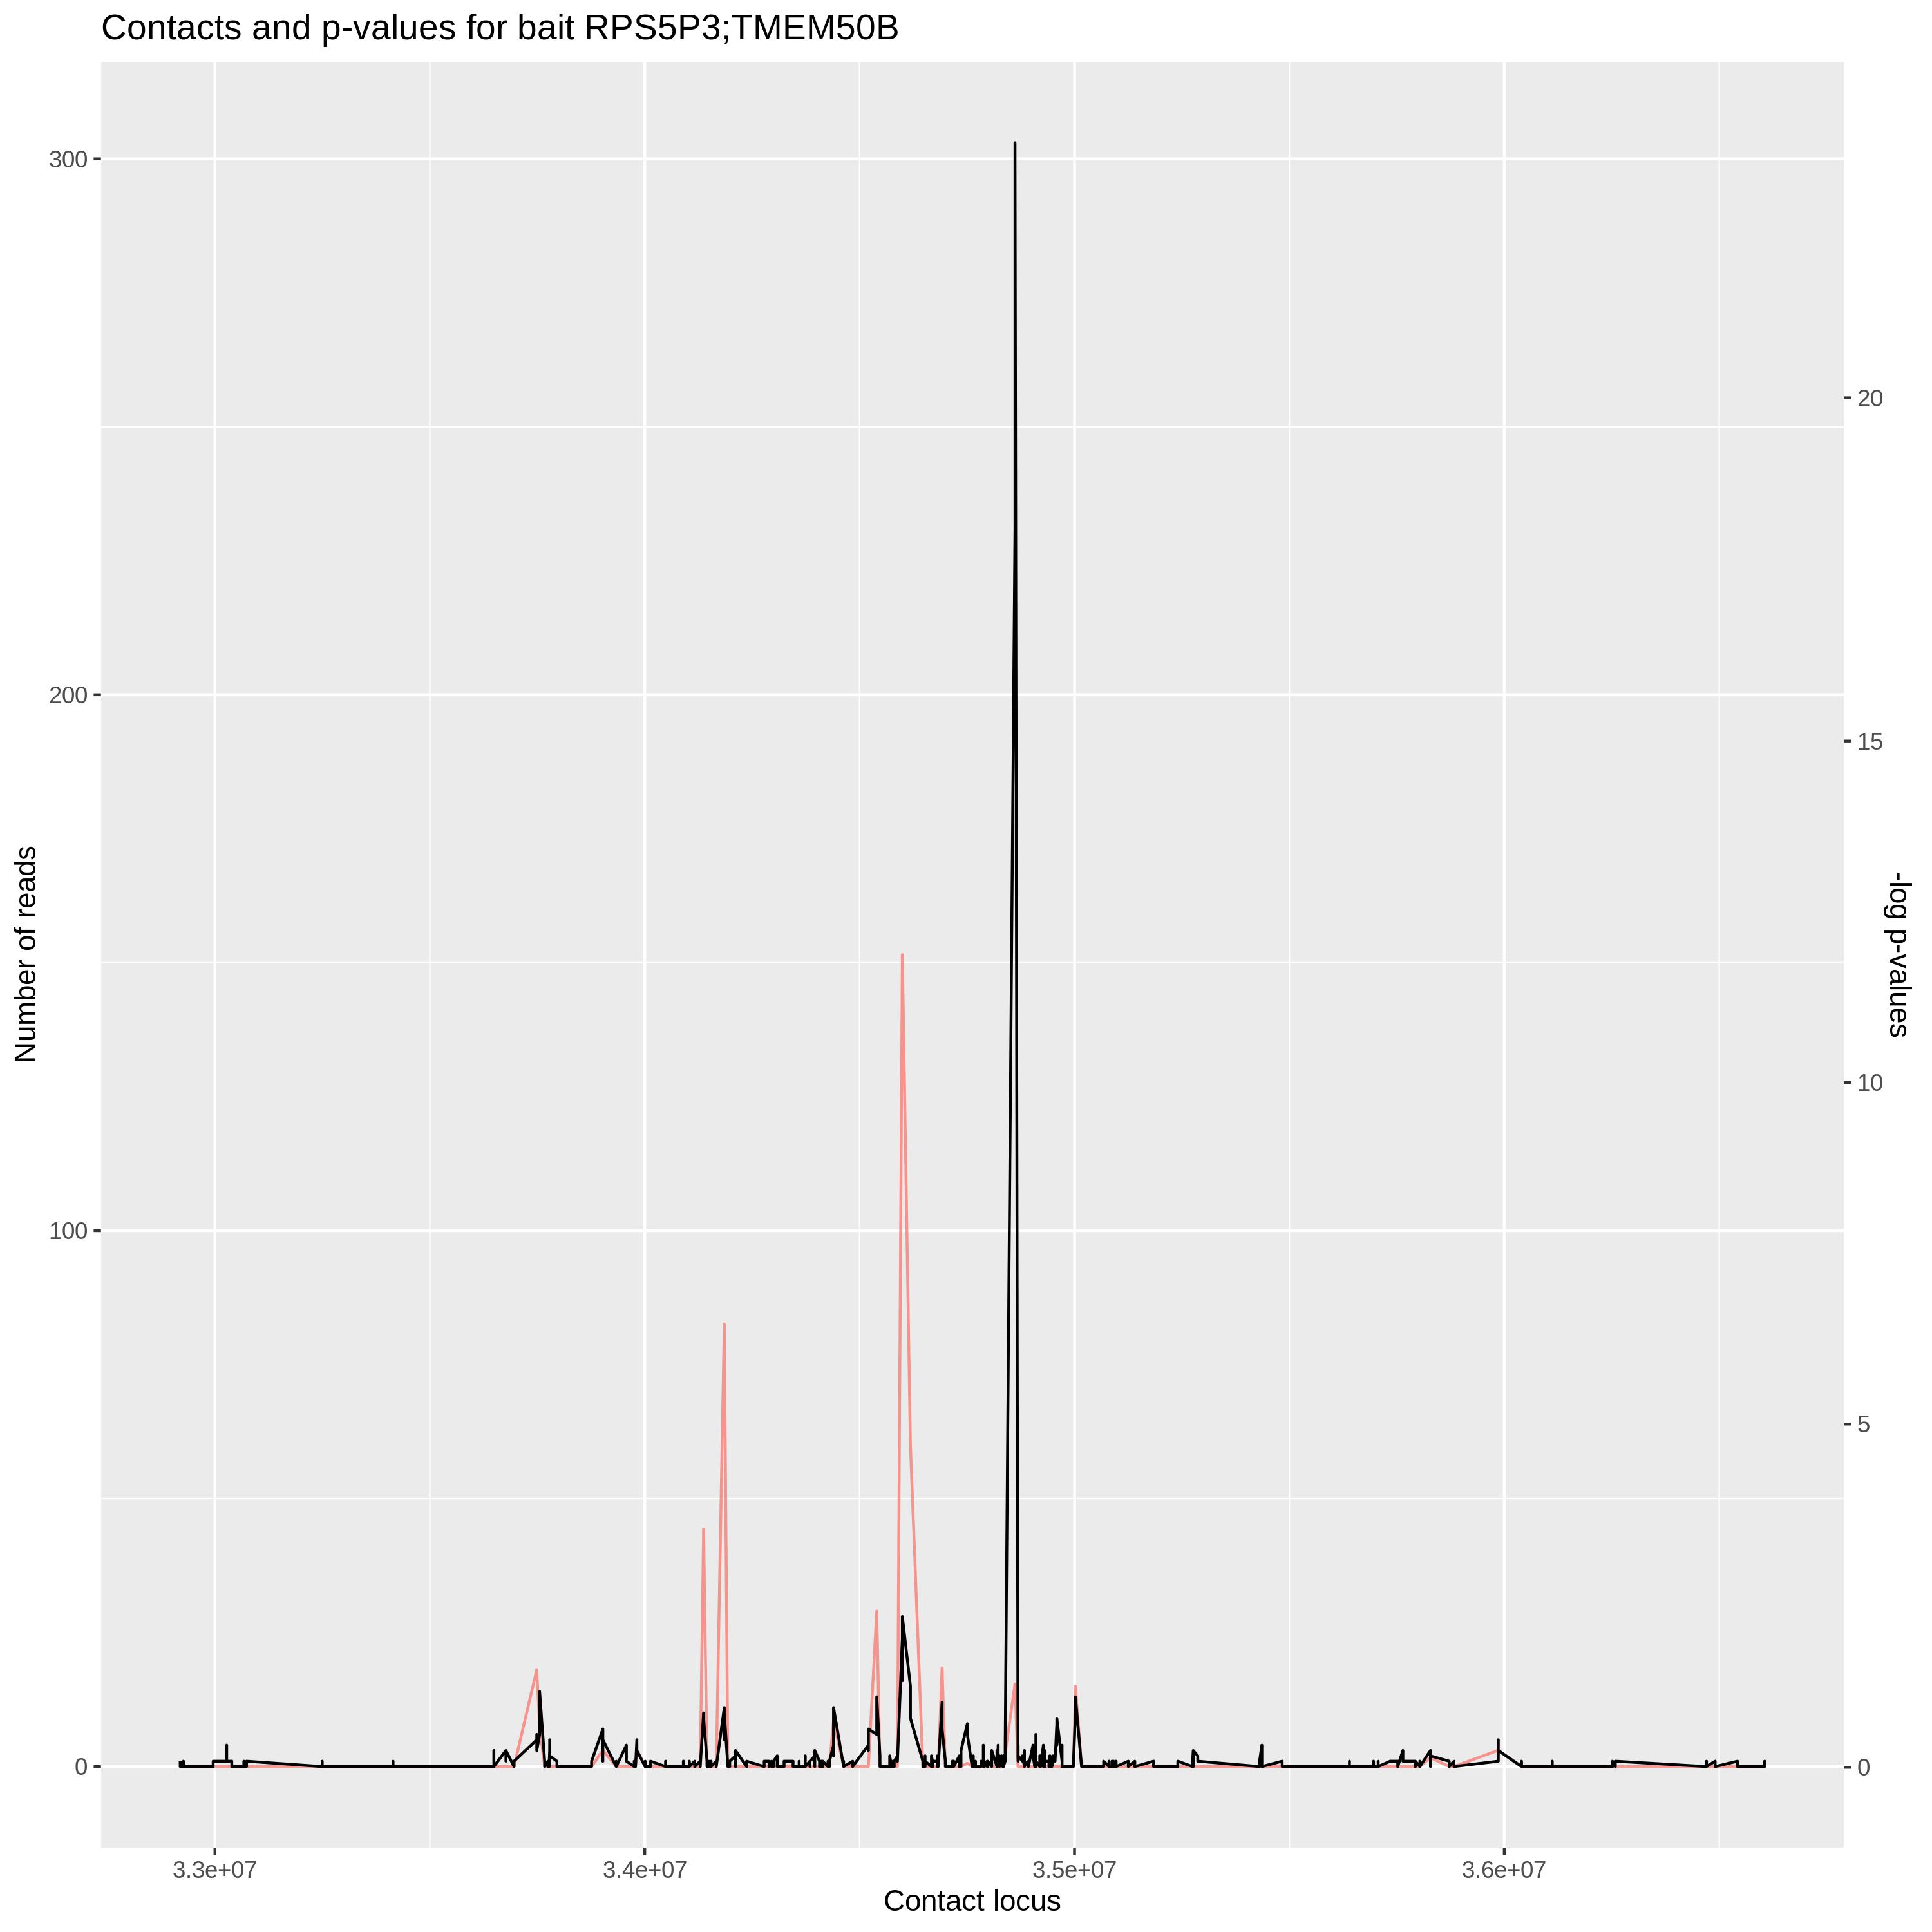 Contacts and p-values for bait RPS5P3;TMEM50B
300
200
100
0
Number of reads
20
15
10
5
0
-log p-values
3.3e+07
3.4e+07
3.5e+07
3.6e+07
Contact locus